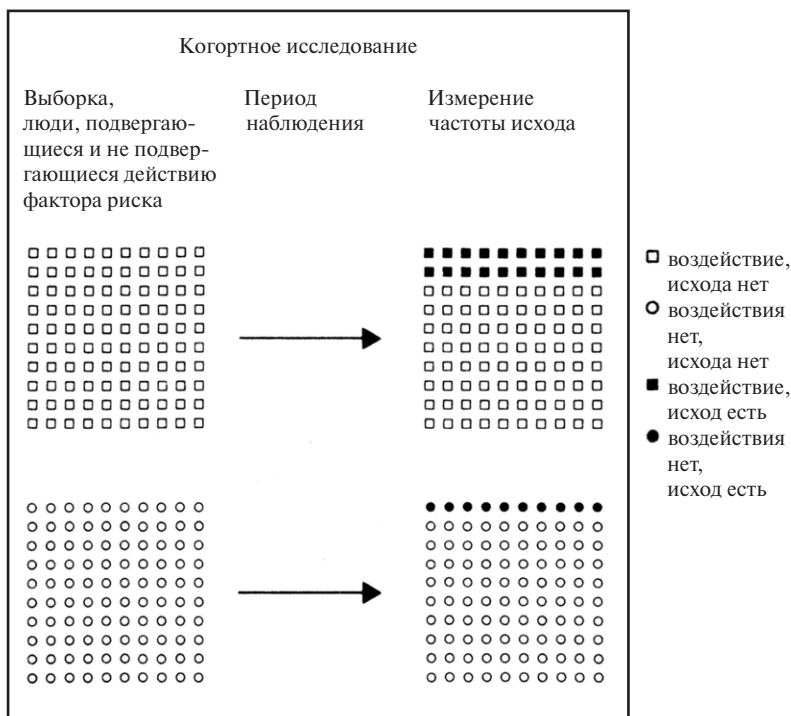 Когортное исследование
Выборка,
люди, подвергаю-
щиеся и не подвер-
гающиеся действию
фактора риска
Период
наблюдения
Измерение
частоты исхода
воздействие,
исхода нет
воздействия
нет,
исхода нет
воздействие,
исход есть
воздействия
нет,
исход есть